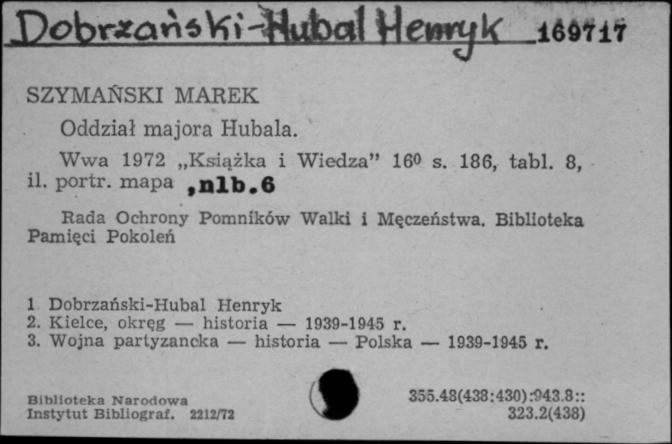 Dobrzański-Hubal Henryk 169717
SZYMAŃSKI MAREK
Oddział majora Hubala.
Wwa 1972 „Książka i Wiedza” 16⁰ s. 186, tabl. 8,
il. portr. mapa ,nlb.6
Rada Ochrony Pomników Walki i Męczeństwa. Biblioteka
Pamięci Pokoleń
1 Dobrzański-Hubal Henryk
2. Kielce, okręg — historia — 1939-1945 r.
3. Wojna partyzancka — historia — Polska — 1939-1945 r.
Biblioteka Narodowa
Instytut Bibliograf. 2212/72
355.48(438:430):943.8::
323.2(438)